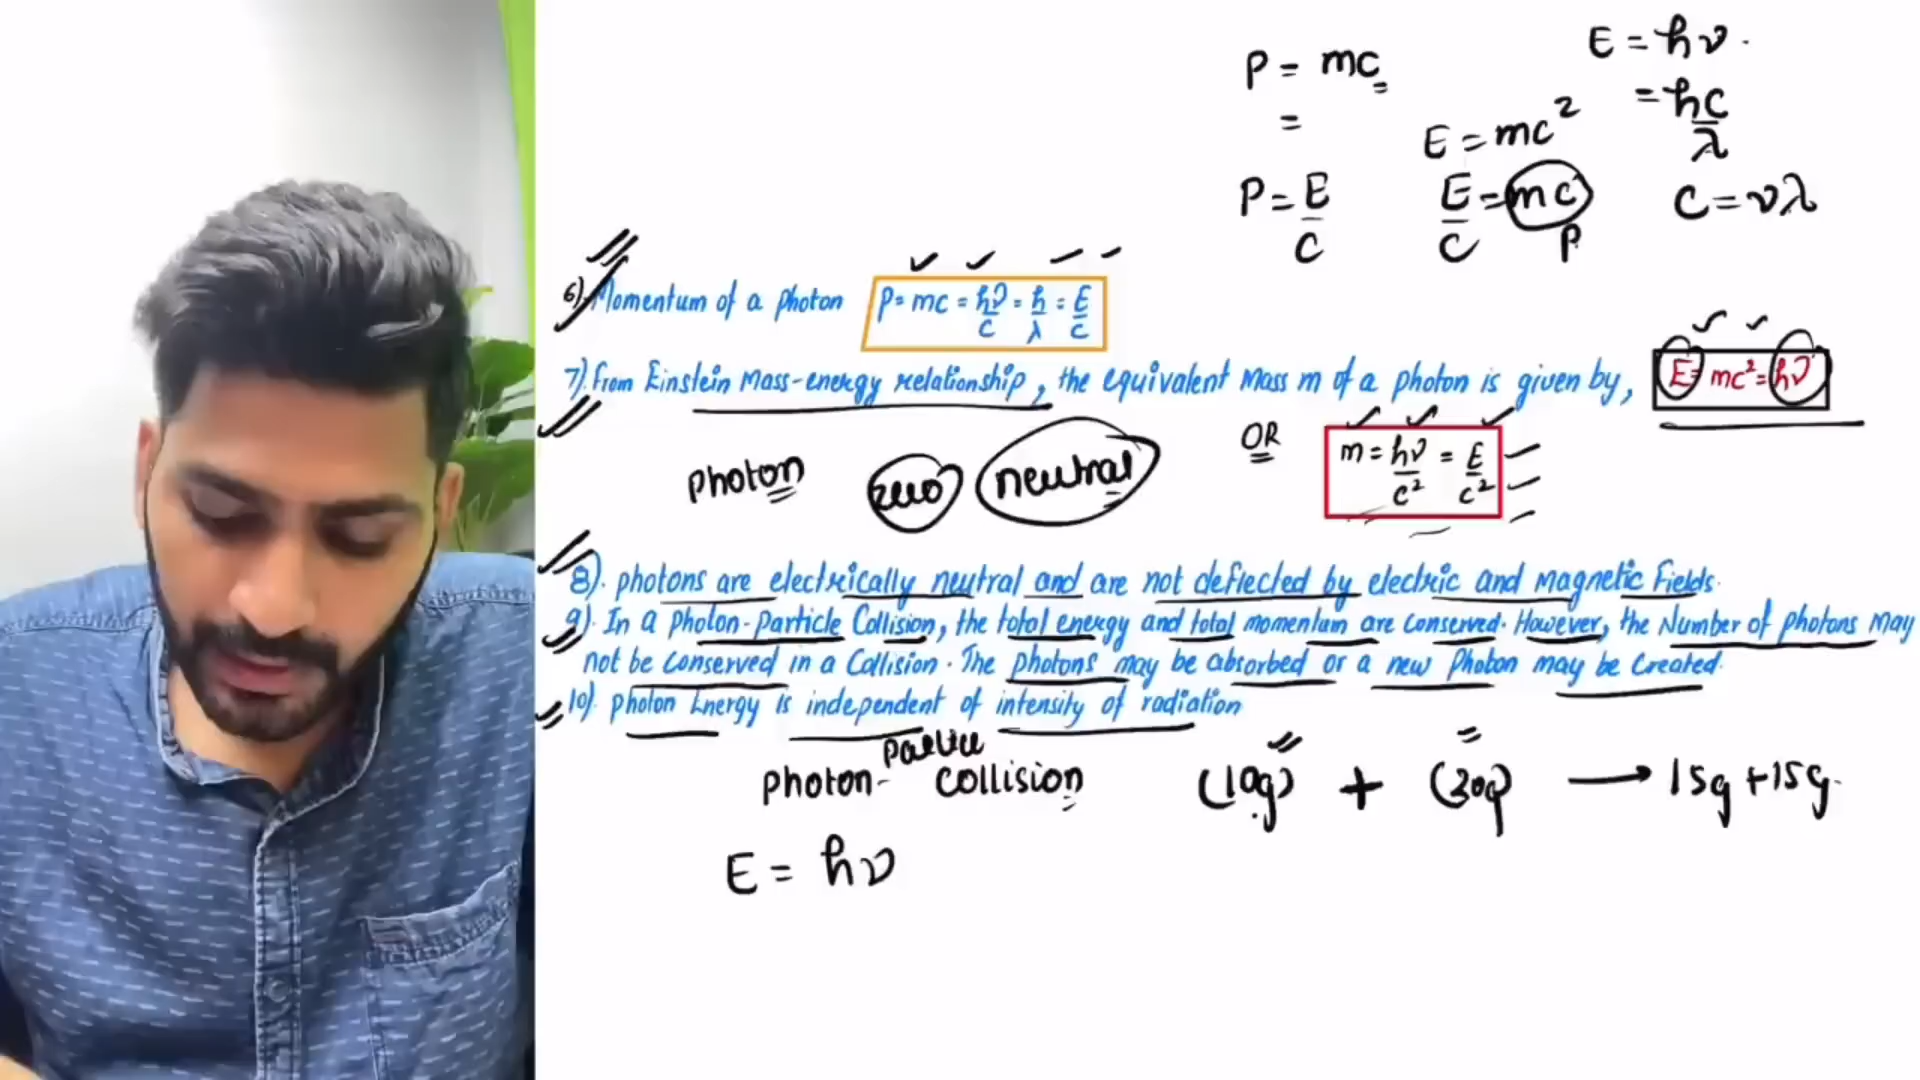 P = mc
=
P = E/C
E = mc²
E/C = mc
P
E = hν
= hc/λ
C = νλ
6). Momentum of a photon P = mc = hν/C = h/λ = E/C
7). From Einstein Mass-energy relationship, the equivalent Mass m of a photon is given by, E = mc² = hν
photon zero neutral OR m = hν/C² = E/C²
8). photons are electrically neutral and are not deflected by electric and magnetic fields.
9). In a photon-particle Collision, the total energy and total momentum are conserved. However, the Number of photons may
not be conserved in a Collision. The photons may be absorbed or a new photon may be Created.
10). photon Energy is independent of intensity of radiation
photon- Collision (10g) + (20g) → 15g + 15g
E = hν